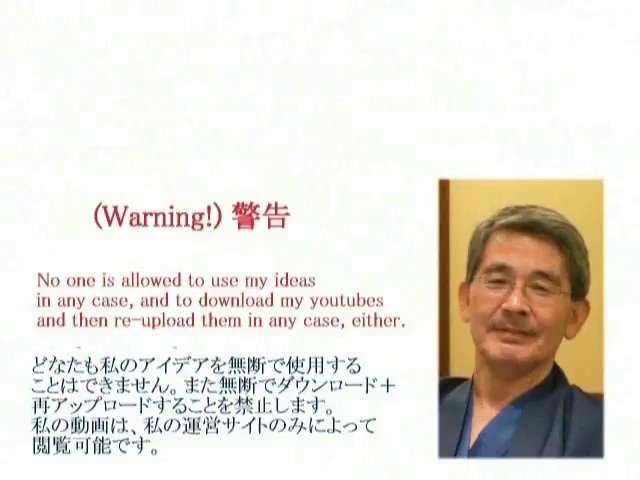 (Warning!) 警告
No one is allowed to use my ideas
in any case, and to download my youtubes
and then re-upload them in any case, either.
どなたも私のアイデアを無断で使用する
ことはできません。また無断でダウンロード＋
再アップロードすることを禁止します。
私の動画は、私の運営サイトのみによって
閲覧可能です。